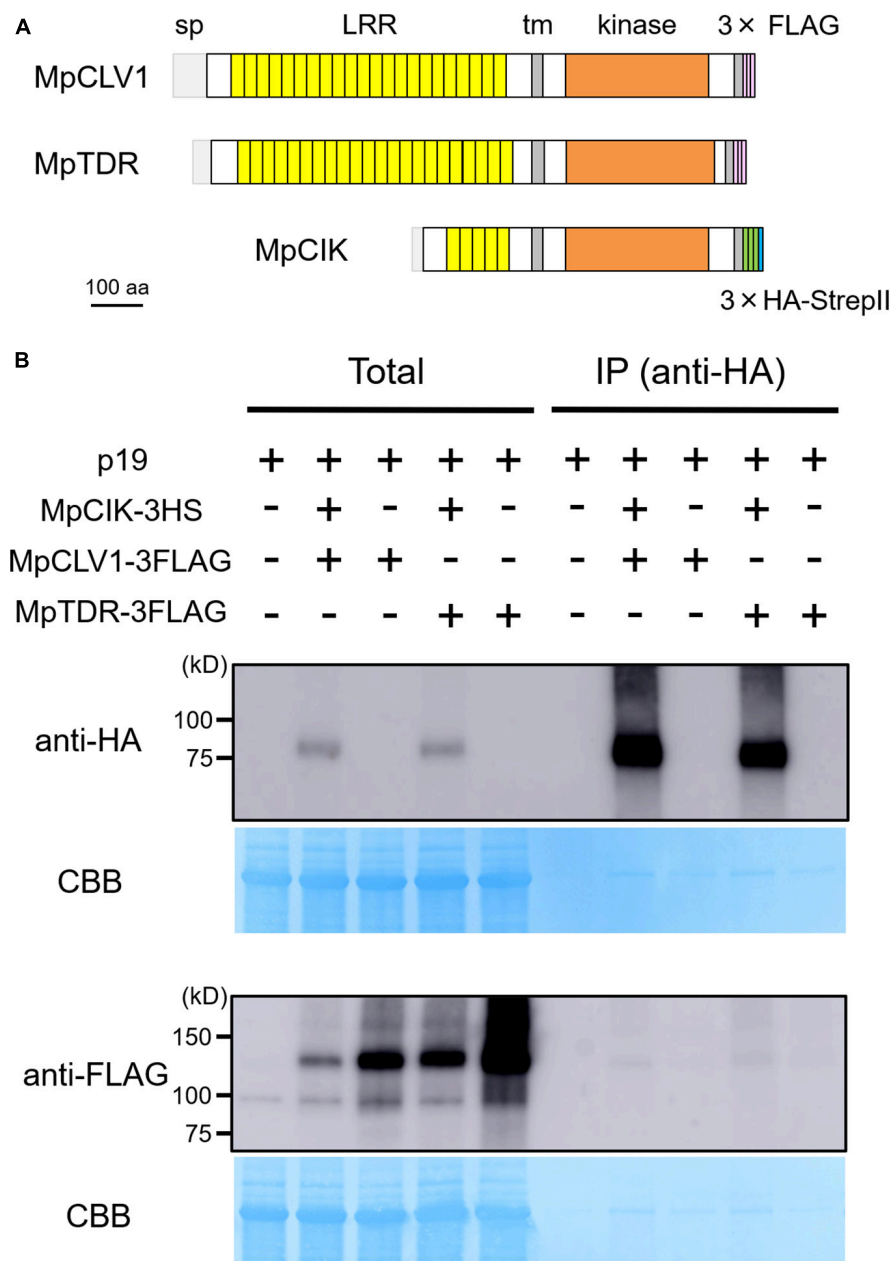 A
sp LRR tm kinase 3 × FLAG
MpCLV1
MpTDR
MpCIK
100 aa
3 × HA-StrepII
B
Total IP (anti-HA)
p19 + + + + + + + + + +
MpCIK-3HS - + - + - - + - + -
MpCLV1-3FLAG - + + - - - + + - -
MpTDR-3FLAG - - - + + - - - + +
(kD)
100
anti-HA
75
CBB
(kD)
150
anti-FLAG
100
75
CBB